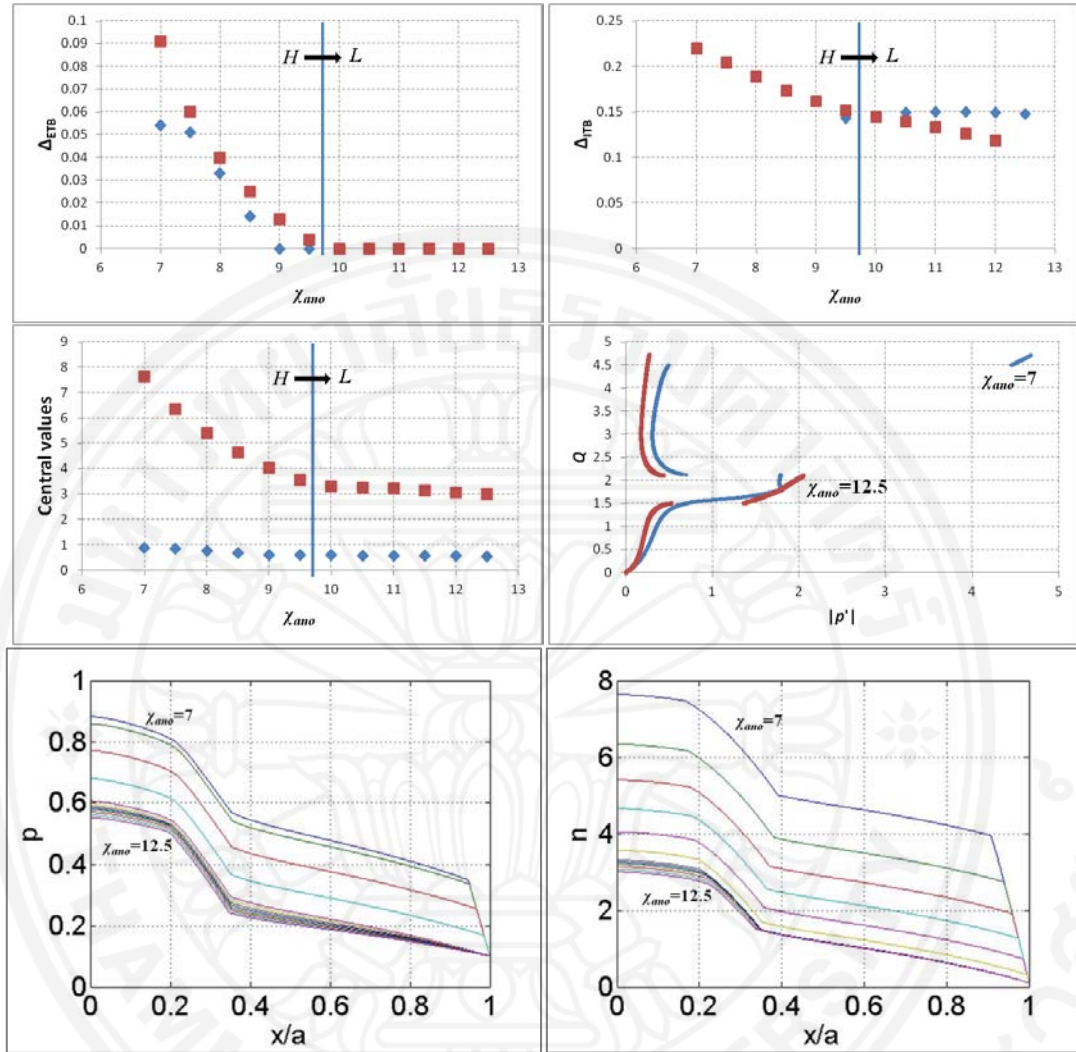 0.1
0.09
0.08
0.07
0.06
0.05
0.04
0.03
0.02
0.01
0
Δ_ETB
H → L
6 7 8 9 10 11 12 13
χ_ano
0.25
0.20
0.15
0.10
0.05
0
Δ_ITB
H → L
6 7 8 9 10 11 12 13
χ_ano
9
8
7
6
5
4
3
2
1
0
Central values
H → L
6 7 8 9 10 11 12 13
χ_ano
5
4.5
4
3.5
3
2.5
2
1.5
1
0.5
0
Q
χ_ano=7
χ_ano=12.5
0 1 2 3 4 5
|p'|
1
0.8
0.6
0.4
0.2
0
p
χ_ano=7
χ_ano=12.5
0 0.2 0.4 0.6 0.8 1
x/a
8
6
4
2
0
n
χ_ano=7
χ_ano=12.5
0 0.2 0.4 0.6 0.8 1
x/a